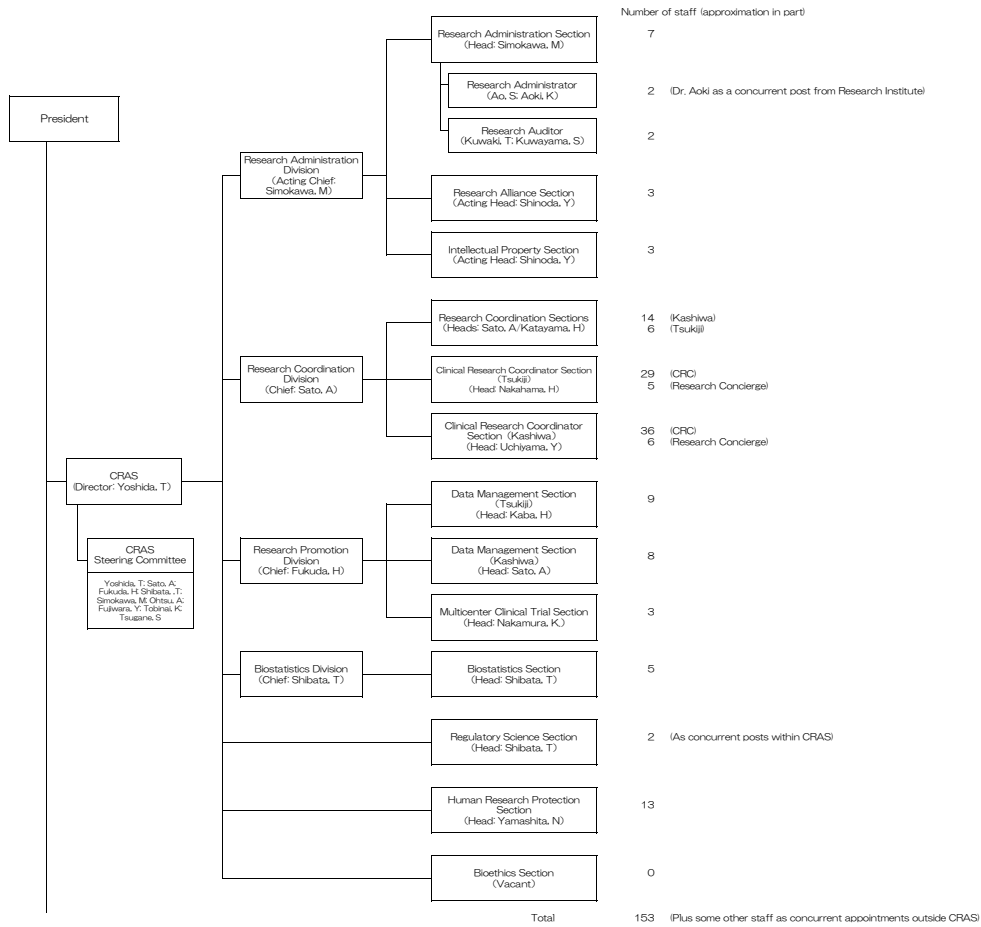 Number of staff (approximation in part)
President
CRAS
(Director: Yoshida, T)
CRAS
Steering Committee
Yoshida, T; Sato, A;
Fukuda, H; Shibata, .T;
Simokawa, M; Ohtsu, A;
Fujiwara, Y; Tobinai, K;
Tsugane, S
Research Administration
Division
(Acting Chief:
Simokawa, M)
Research Administration Section
(Head: Simokawa, M)
7
Research Administrator
(Ao, S; Aoki, K)
2 (Dr. Aoki as a concurrent post from Research Institute)
Research Auditor
(Kuwaki, T; Kuwayama, S)
2
Research Alliance Section
(Acting Head: Shinoda, Y)
3
Intellectual Property Section
(Acting Head: Shinoda, Y)
3
Research Coordination
Division
(Chief: Sato, A)
Research Coordination Sections
(Heads: Sato, A/Katayama, H)
14 (Kashiwa)
6 (Tsukiji)
Clinical Research Coordinator Section
(Tsukiji)
(Head: Nakahama, H)
29 (CRC)
5 (Research Concierge)
Clinical Research Coordinator
Section (Kashiwa)
(Head: Uchiyama, Y)
36 (CRC)
6 (Research Concierge)
Research Promotion
Division
(Chief: Fukuda, H)
Data Management Section
(Tsukiji)
(Head: Kaba, H)
9
Data Management Section
(Kashiwa)
(Head: Sato, A)
8
Multicenter Clinical Trial Section
(Head: Nakamura, K.)
3
Biostatistics Division
(Chief: Shibata, T)
Biostatistics Section
(Head: Shibata, T)
5
Regulatory Science Section
(Head: Shibata, T)
2 (As concurrent posts within CRAS)
Human Research Protection
Section
(Head: Yamashita, N)
13
Bioethics Section
(Vacant)
0
Total 153 (Plus some other staff as concurrent appointments outside CRAS)